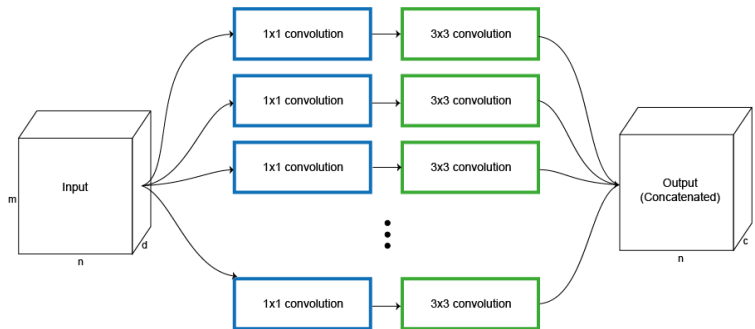 1x1 convolution
3x3 convolution
1x1 convolution
3x3 convolution
1x1 convolution
3x3 convolution
1x1 convolution
3x3 convolution
Input
m
n
d
Output
(Concatenated)
n
c